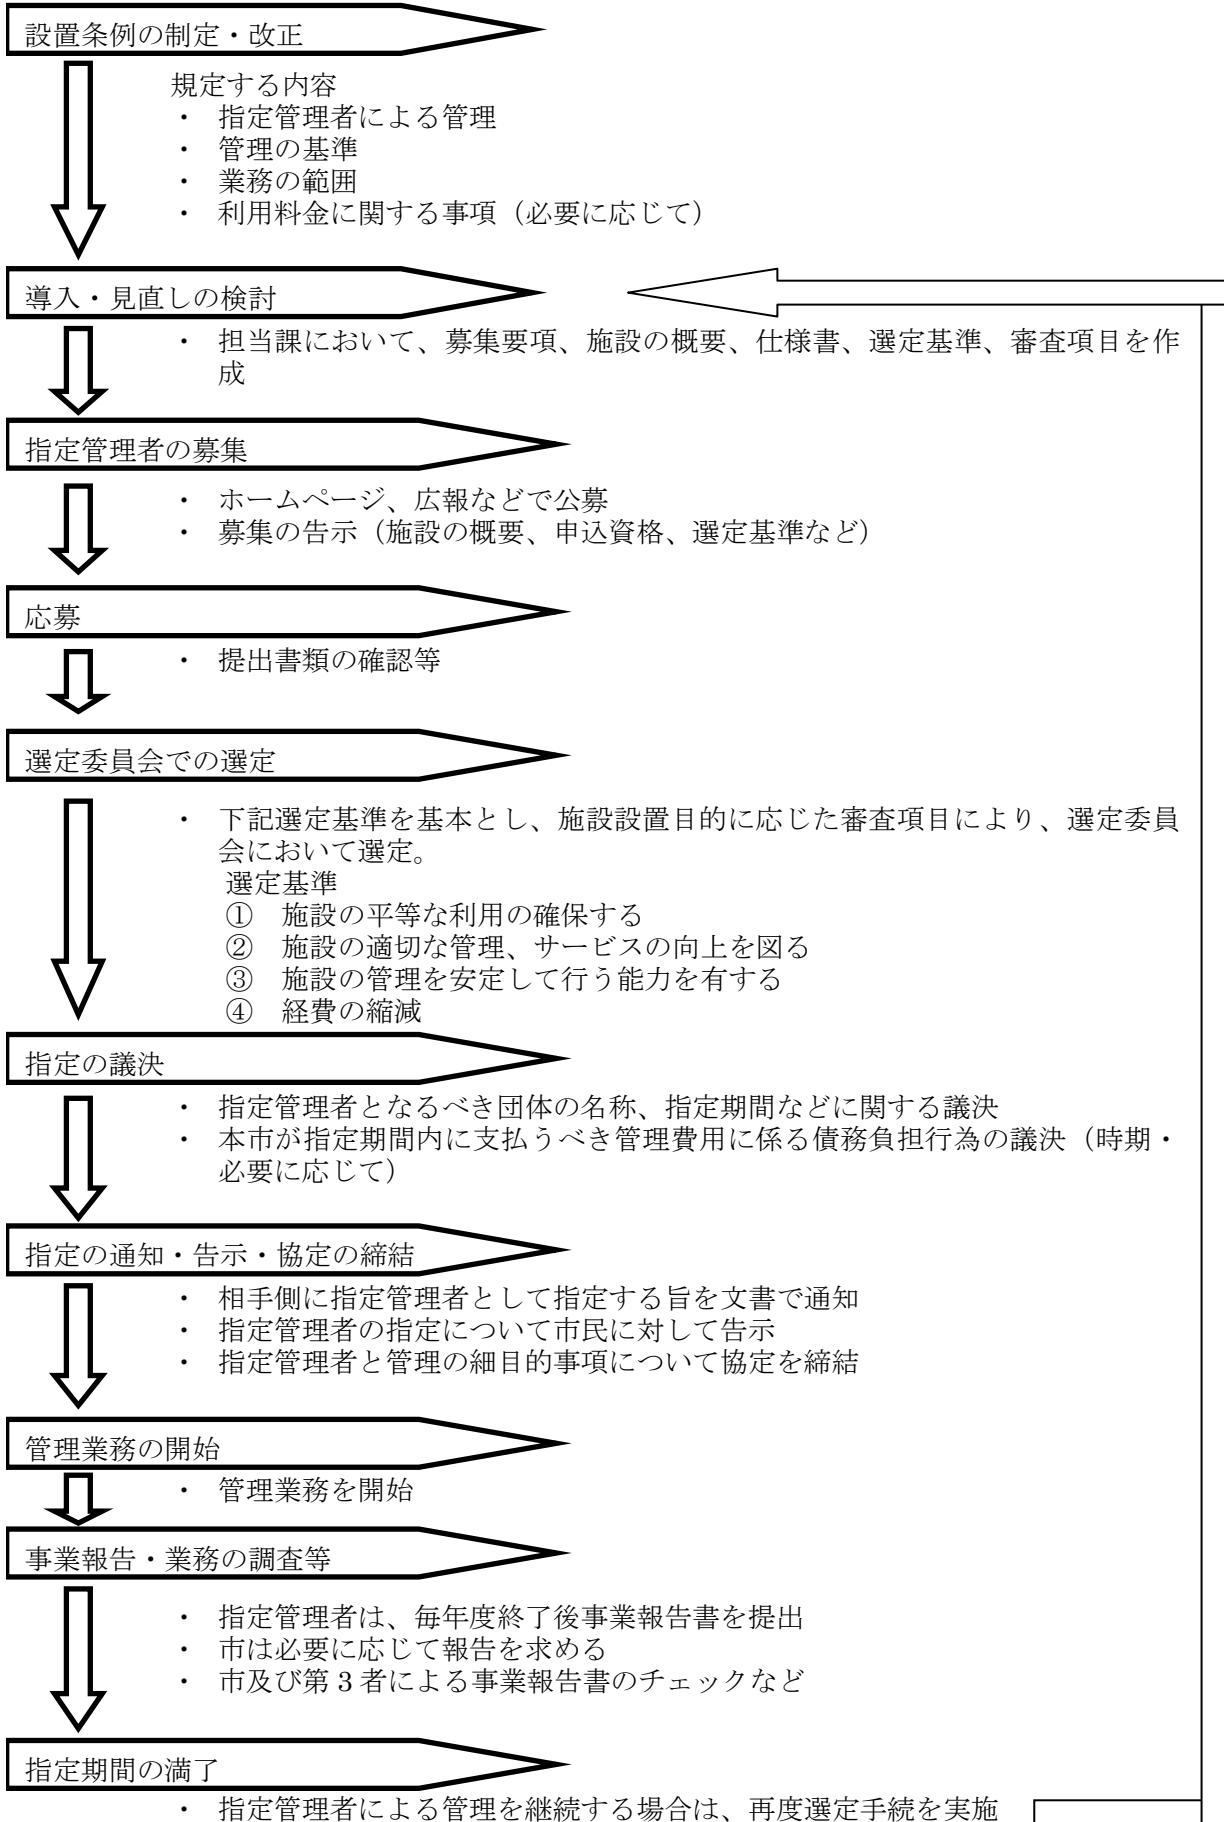 設置条例の制定・改正
規定する内容
・ 指定管理者による管理
・ 管理の基準
・ 業務の範囲
・ 利用料金に関する事項（必要に応じて）
導入・見直しの検討
・ 担当課において、募集要項、施設の概要、仕様書、選定基準、審査項目を作
成
指定管理者の募集
・ ホームページ、広報などで公募
・ 募集の告示（施設の概要、申込資格、選定基準など）
応募
・ 提出書類の確認等
選定委員会での選定
・ 下記選定基準を基本とし、施設設置目的に応じた審査項目により、選定委員
会において選定。
選定基準
① 施設の平等な利用の確保する
② 施設の適切な管理、サービスの向上を図る
③ 施設の管理を安定して行う能力を有する
④ 経費の縮減
指定の議決
・ 指定管理者となるべき団体の名称、指定期間などに関する議決
・ 本市が指定期間内に支払うべき管理費用に係る債務負担行為の議決（時期・
必要に応じて）
指定の通知・告示・協定の締結
・ 相手側に指定管理者として指定する旨を文書で通知
・ 指定管理者の指定について市民に対して告示
・ 指定管理者と管理の細目的事項について協定を締結
管理業務の開始
・ 管理業務を開始
事業報告・業務の調査等
・ 指定管理者は、毎年度終了後事業報告書を提出
・ 市は必要に応じて報告を求める
・ 市及び第３者による事業報告書のチェックなど
指定期間の満了
・ 指定管理者による管理を継続する場合は、再度選定手続を実施